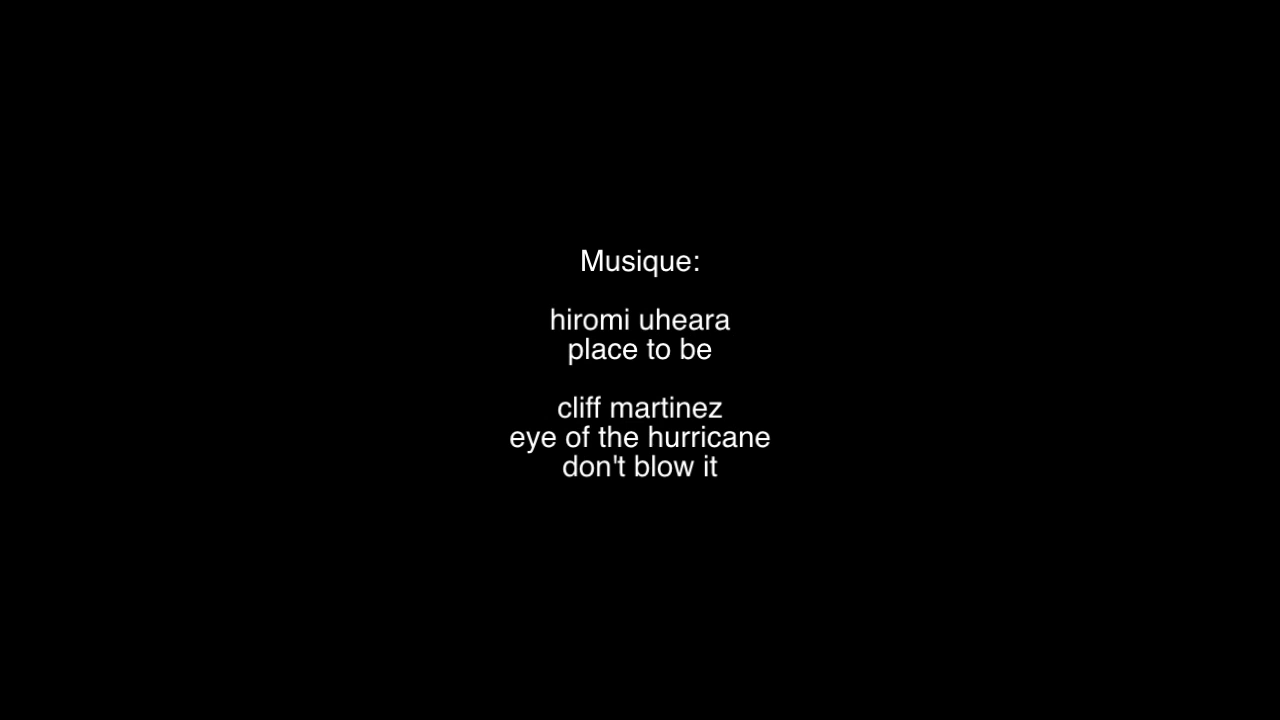 Musique:
hiromi uheara
place to be
cliff martinez
eye of the hurricane
don't blow it